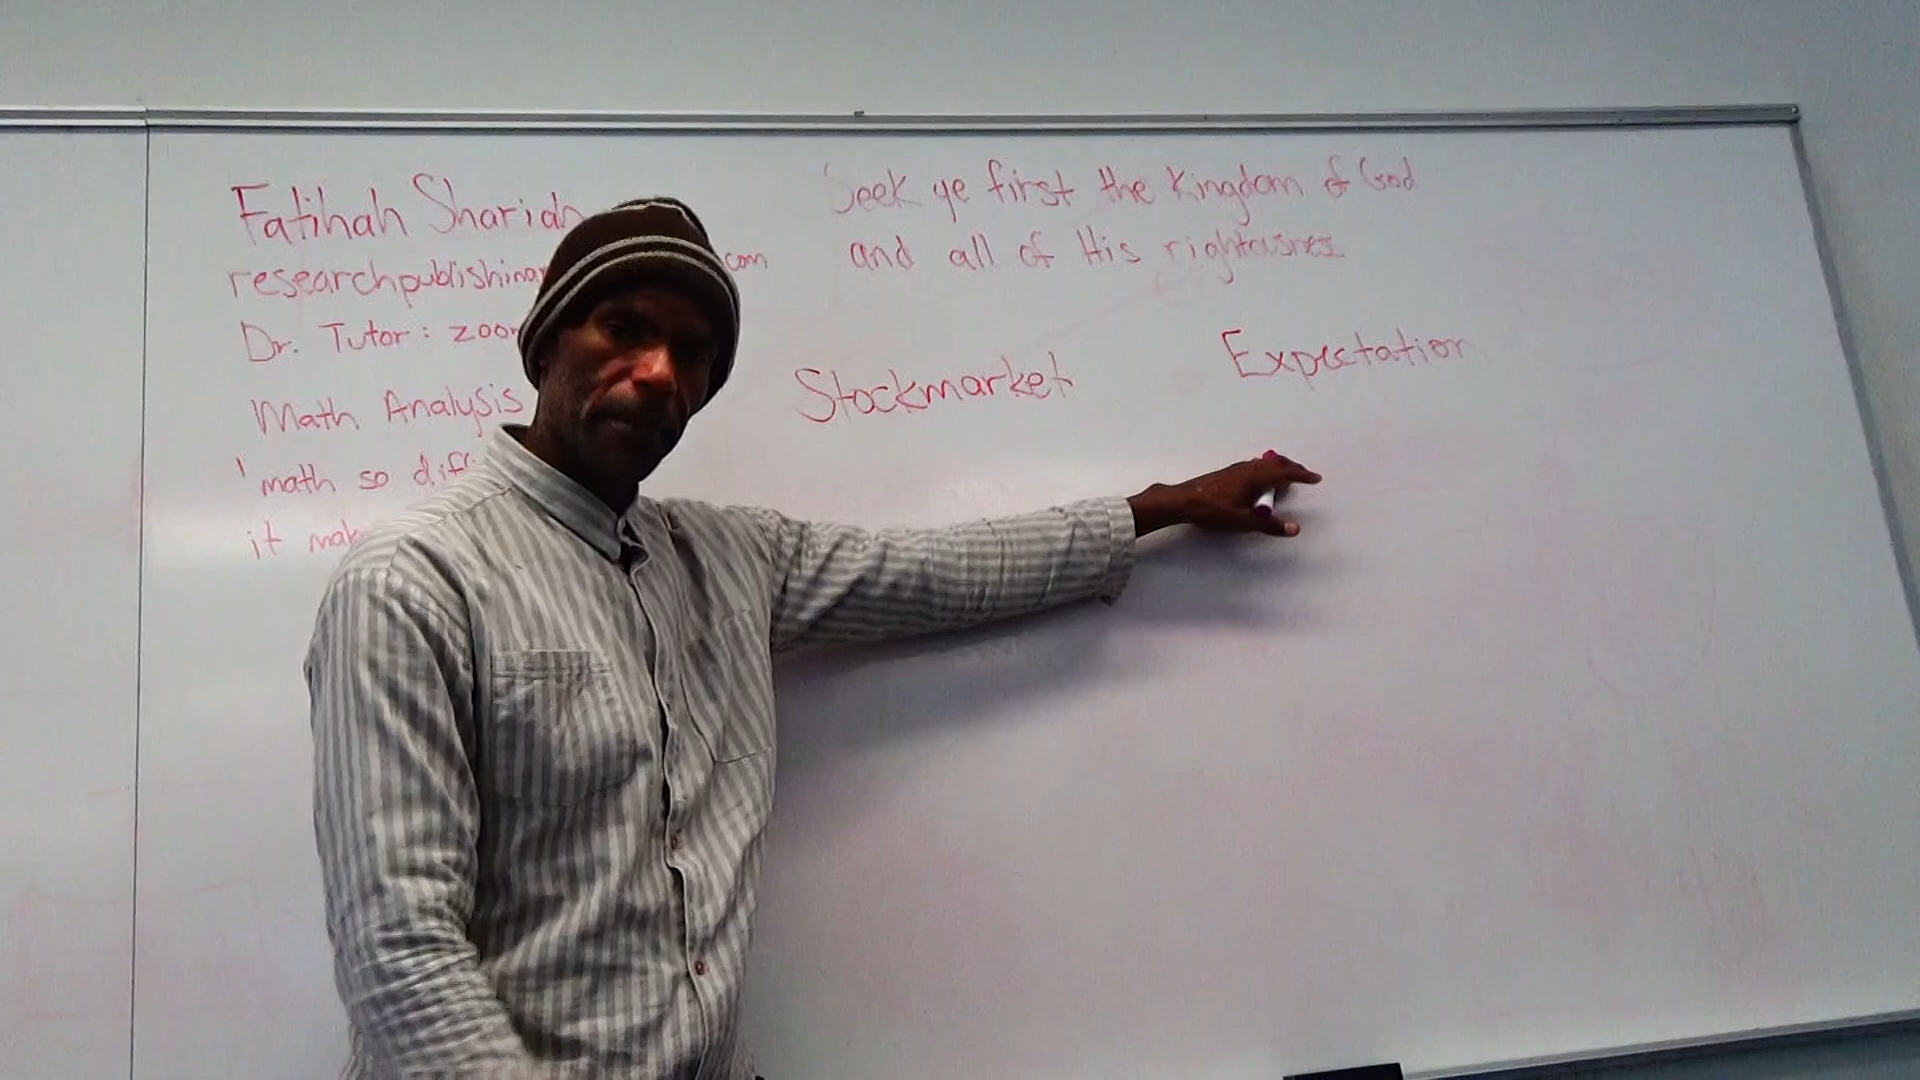 Fatihah Shariah
researchpublishing com
Dr. Tutor: zoom
Math Analysis
'math so diff
it mak
Seek ye first the Kingdom of God
and all of His
Stockmarket
Expectation